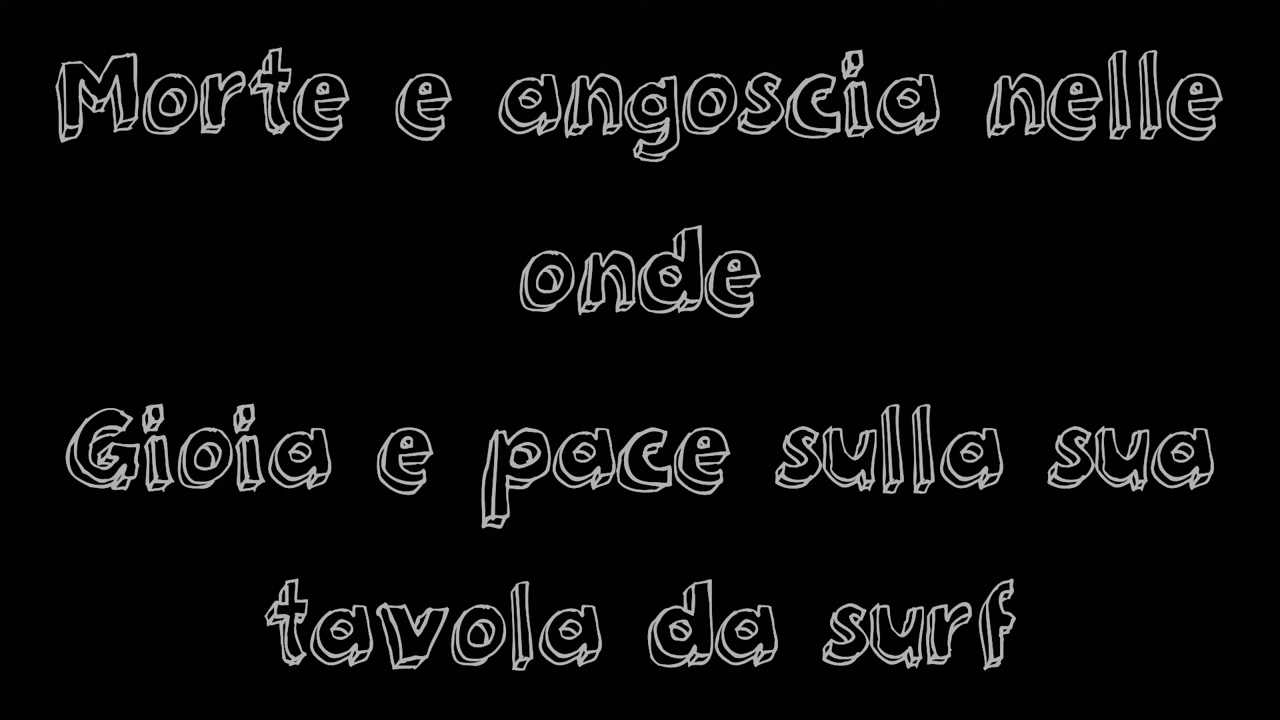 Morte e angoscia nelle
onde
Gioia e pace sulla sua
tavola da surf